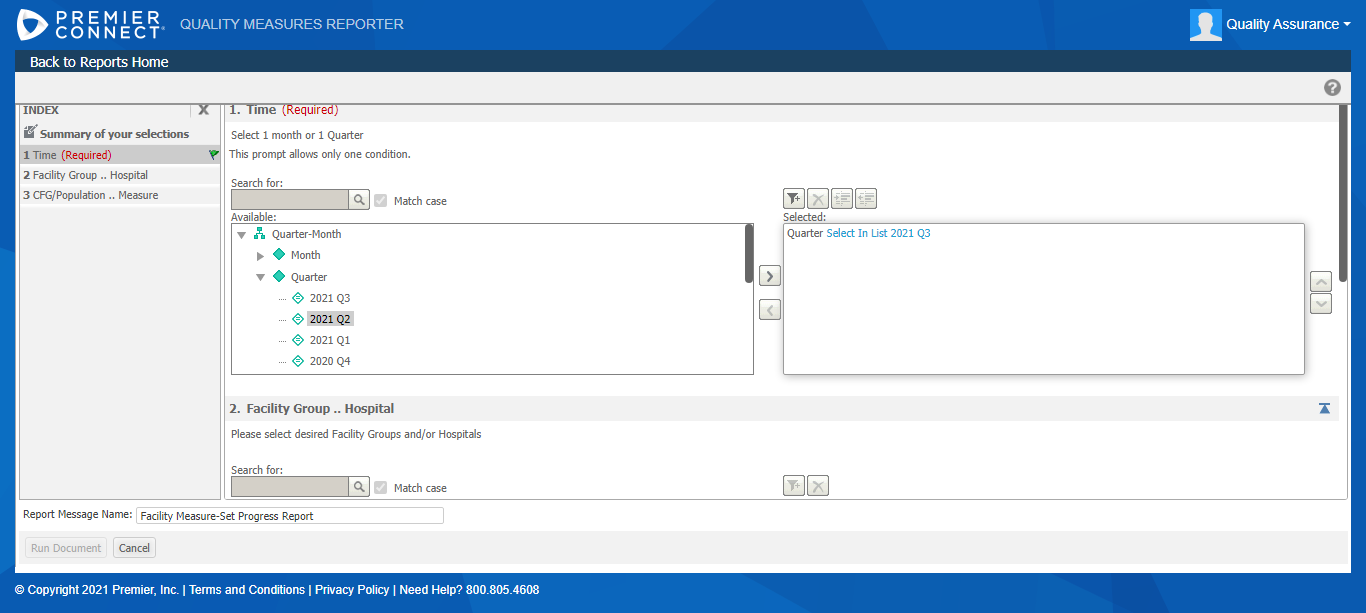 PREMIER
CONNECT
QUALITY MEASURES REPORTER
Quality Assurance
Back to Reports Home
INDEX
X
Summary of your selections
1 Time (Required)
2 Facility Group .. Hospital
3 CFG/Population .. Measure
1. Time (Required)
Select 1 month or 1 Quarter
This prompt allows only one condition.
Search for:
Match case
Available:
Quarter-Month
Month
Quarter
2021 Q3
2021 Q2
2021 Q1
2020 Q4
Selected:
Quarter Select In List 2021 Q3
2. Facility Group .. Hospital
Please select desired Facility Groups and/or Hospitals
Search for:
Match case
Report Message Name: Facility Measure-Set Progress Report
Run Document Cancel
© Copyright 2021 Premier, Inc. | Terms and Conditions | Privacy Policy | Need Help? 800.805.4608